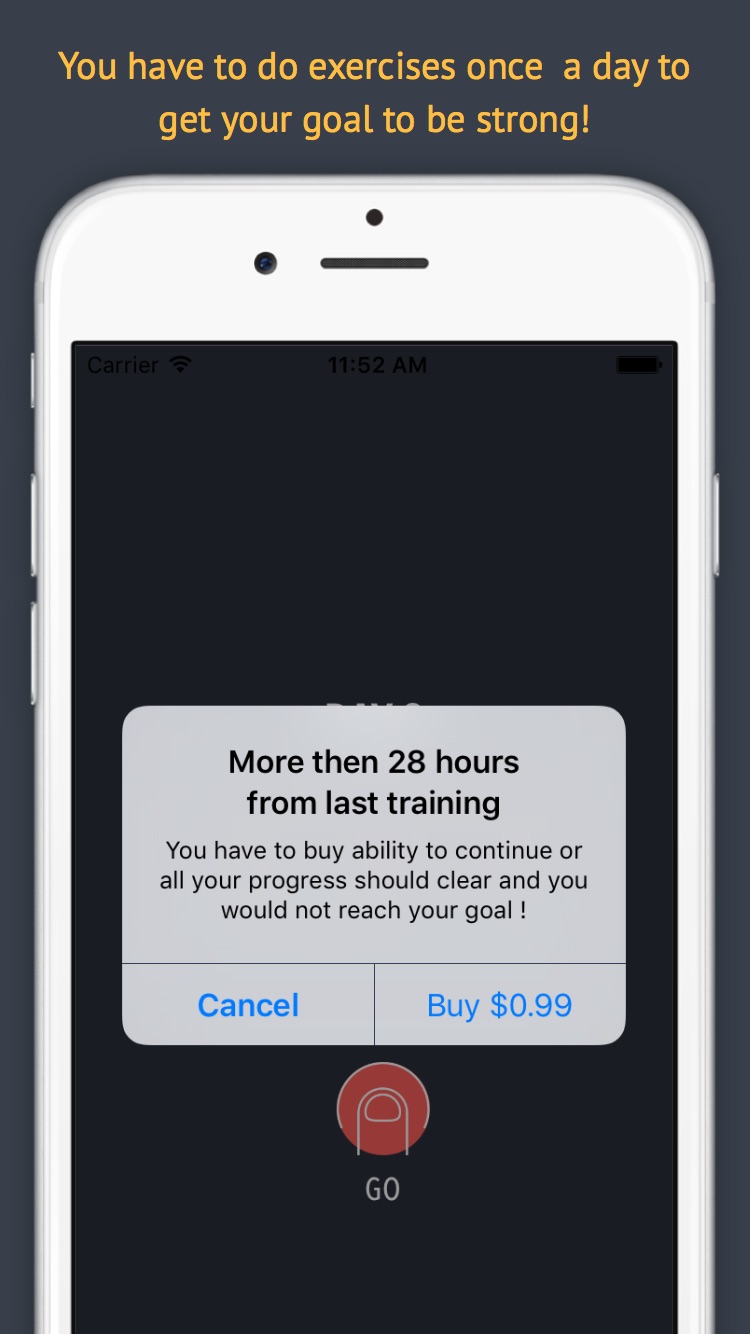 You have to do exercises once  a day to
get your goal to be strong!
Carrier 11:52 AM
More then 28 hours
from last training
You have to buy ability to continue or
all your progress should clear and you
would not reach your goal !
Cancel Buy $0.99
GO